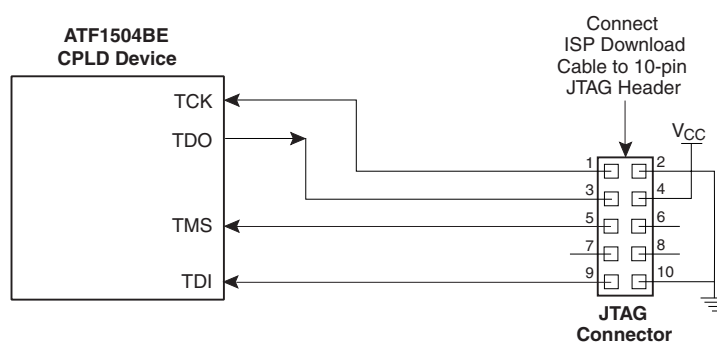 ATF1504BE
CPLD Device
Connect
ISP Download
Cable to 10-pin
JTAG Header
VCC
TCK
TDO
TMS
TDI
1 2
3 4
5 6
7 8
9 10
JTAG
Connector